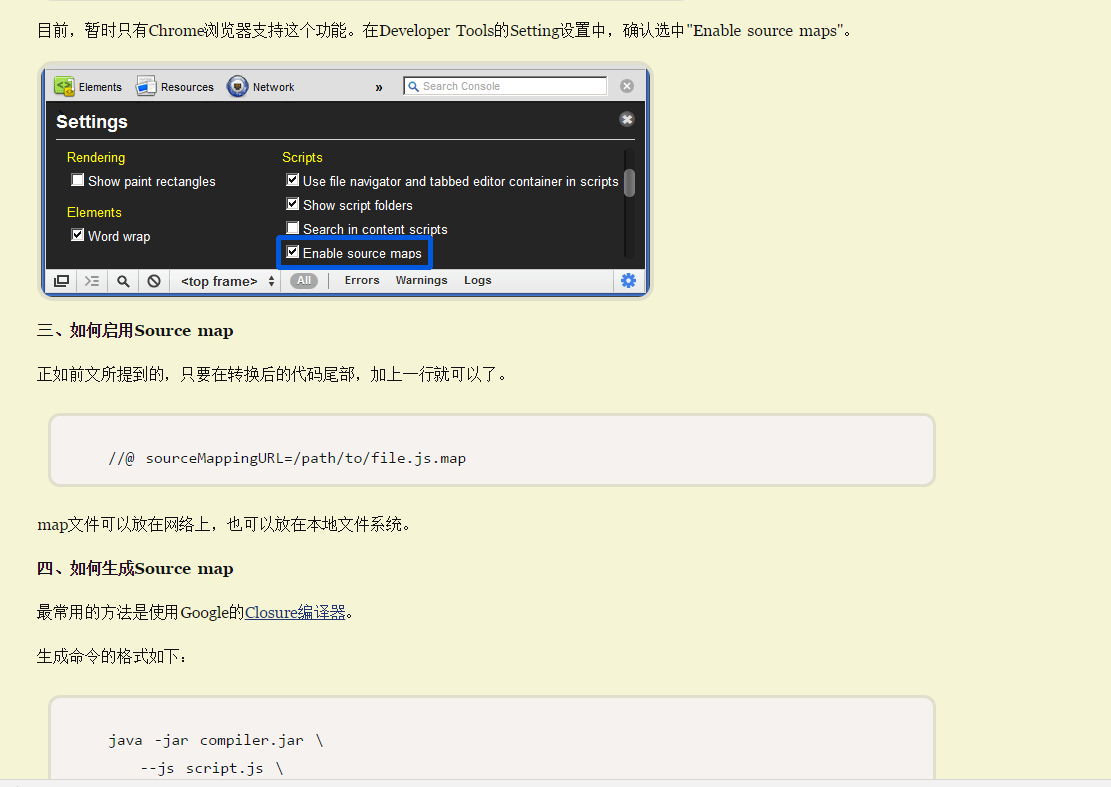 目前，暂时只有Chrome浏览器支持这个功能。在Developer Tools的Setting设置中，确认选中"Enable source maps"。
Elements Resources Network » Search Console
Settings
Rendering Scripts
Show paint rectangles Use file navigator and tabbed editor container in scripts
Show script folders
Elements
Search in content scripts
Word wrap
Enable source maps
<top frame> All Errors Warnings Logs
三、如何启用Source map
正如前文所提到的，只要在转换后的代码尾部，加上一行就可以了。
//@ sourceMappingURL=/path/to/file.js.map
map文件可以放在网络上，也可以放在本地文件系统。
四、如何生成Source map
最常用的方法是使用Google的Closure编译器。
生成命令的格式如下：
java -jar compiler.jar \
--js script.js \